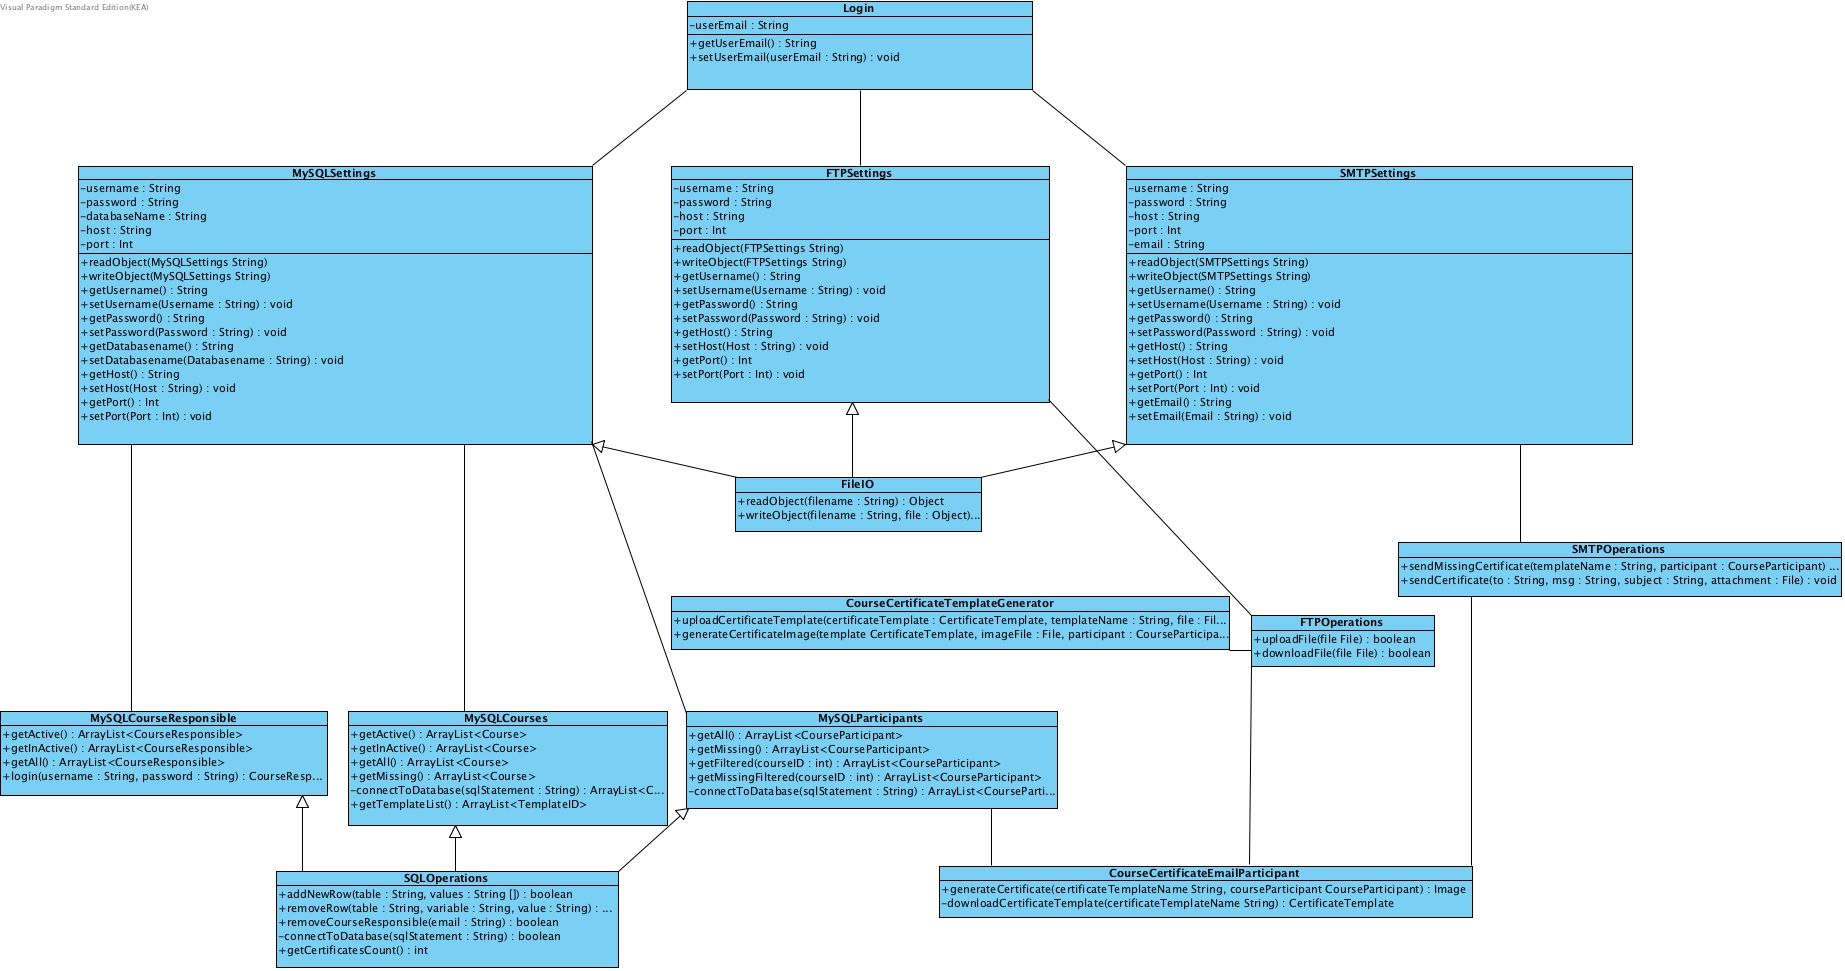 Visual Paradigm Standard Edition(KEA)
Login
-userEmail : String
+getUserEmail() : String
+setUserEmail(userEmail : String) : void
MySQLSettings
-username : String
-password : String
-databaseName : String
-host : String
-port : Int
+readObject(MySQLSettings String)
+writeObject(MySQLSettings String)
+getUsername() : String
+setUsername(Username : String) : void
+getPassword() : String
+setPassword(Password : String) : void
+getDatabasename() : String
+setDatabasename(Databasename : String) : void
+getHost() : String
+setHost(Host : String) : void
+getPort() : Int
+setPort(Port : Int) : void
FTPSettings
-username : String
-password : String
-host : String
-port : Int
+readObject(FTPSettings String)
+writeObject(FTPSettings String)
+getUsername() : String
+setUsername(Username : String) : void
+getPassword() : String
+setPassword(Password : String) : void
+getHost() : String
+setHost(Host : String) : void
+getPort() : Int
+setPort(Port : Int) : void
SMTPSettings
-username : String
-password : String
-host : String
-port : Int
-email : String
+readObject(SMTPSettings String)
+writeObject(SMTPSettings String)
+getUsername() : String
+setUsername(Username : String) : void
+getPassword() : String
+setPassword(Password : String) : void
+getHost() : String
+setHost(Host : String) : void
+getPort() : Int
+setPort(Port : Int) : void
+getEmail() : String
+setEmail(Email : String) : void
FileIO
+readObject(filename : String) : Object
+writeObject(filename : String, file : Object)...
SMTPOperations
+sendMissingCertificate(templateName : String, participant : CourseParticipant) ...
+sendCertificate(to : String, msg : String, subject : String, attachment : File) : void
CourseCertificateTemplateGenerator
+uploadCertificateTemplate(certificateTemplate : CertificateTemplate, templateName : String, file : Fil...
+generateCertificateImage(template CertificateTemplate, imageFile : File, participant : CourseParticipa...
FTPOperations
+uploadFile(file File) : boolean
+downloadFile(file File) : boolean
MySQLCourseResponsible
+getActive() : ArrayList<CourseResponsible>
+getInActive() : ArrayList<CourseResponsible>
+getAll() : ArrayList<CourseResponsible>
+login(username : String, password : String) : CourseResp...
MySQLCourses
+getActive() : ArrayList<Course>
+getInActive() : ArrayList<Course>
+getAll() : ArrayList<Course>
+getMissing() : ArrayList<Course>
-connectToDatabase(sqlStatement : String) : ArrayList<C...
+getTemplateList() : ArrayList<TemplateID>
MySQLParticipants
+getAll() : ArrayList<CourseParticipant>
+getMissing() : ArrayList<CourseParticipant>
+getFiltered(courseID : int) : ArrayList<CourseParticipant>
+getMissingFiltered(courseID : int) : ArrayList<CourseParticipant>
-connectToDatabase(sqlStatement : String) : ArrayList<CourseParti...
SQLOperations
+addNewRow(table : String, values : String []) : boolean
+removeRow(table : String, variable : String, value : String) : ...
+removeCourseResponsible(email : String) : boolean
-connectToDatabase(sqlStatement : String) : boolean
+getCertificatesCount() : int
CourseCertificateEmailParticipant
+generateCertificate(certificateTemplateName String, courseParticipant CourseParticipant) : Image
-downloadCertificateTemplate(certificateTemplateName String) : CertificateTemplate